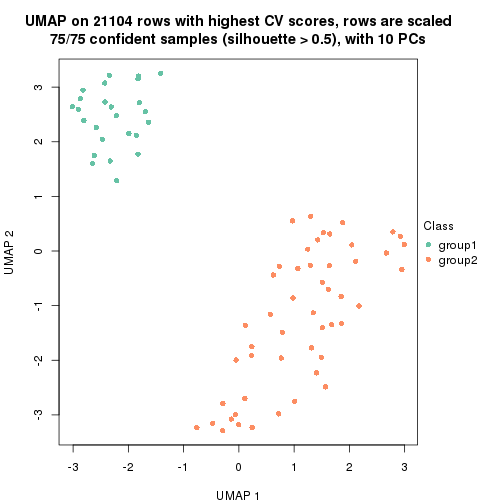 UMAP on 21104 rows with highest CV scores, rows are scaled
75/75 confident samples (silhouette > 0.5), with 10 PCs
3
2
1
0
-1
-2
-3
UMAP 2
-3
-2
-1
0
1
2
3
UMAP 1
Class
group1
group2